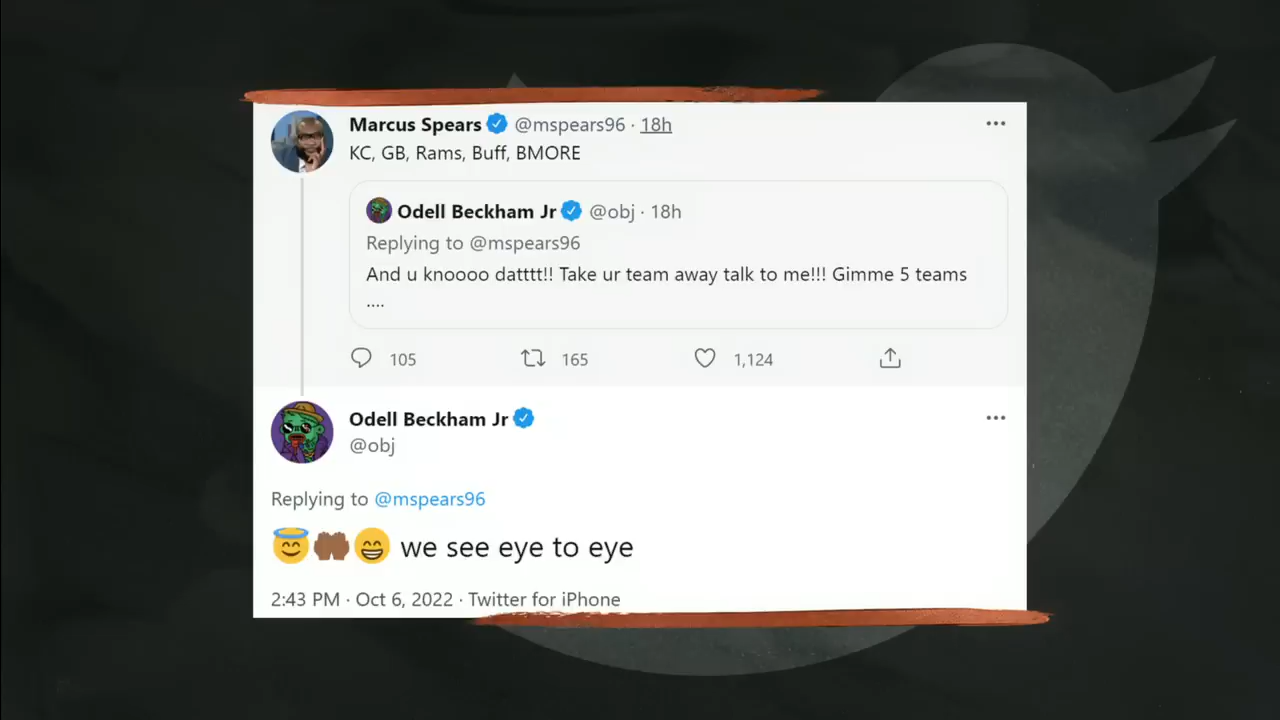 Marcus Spears @mspears96 · 18h
KC, GB, Rams, Buff, BMORE
Odell Beckham Jr @obj · 18h
Replying to @mspears96
And u knoooo datttt!! Take ur team away talk to me!!! Gimme 5 teams
....
105 165 1,124
Odell Beckham Jr
@obj
Replying to @mspears96
😇🤲🏾😁 we see eye to eye
2:43 PM · Oct 6, 2022 · Twitter for iPhone